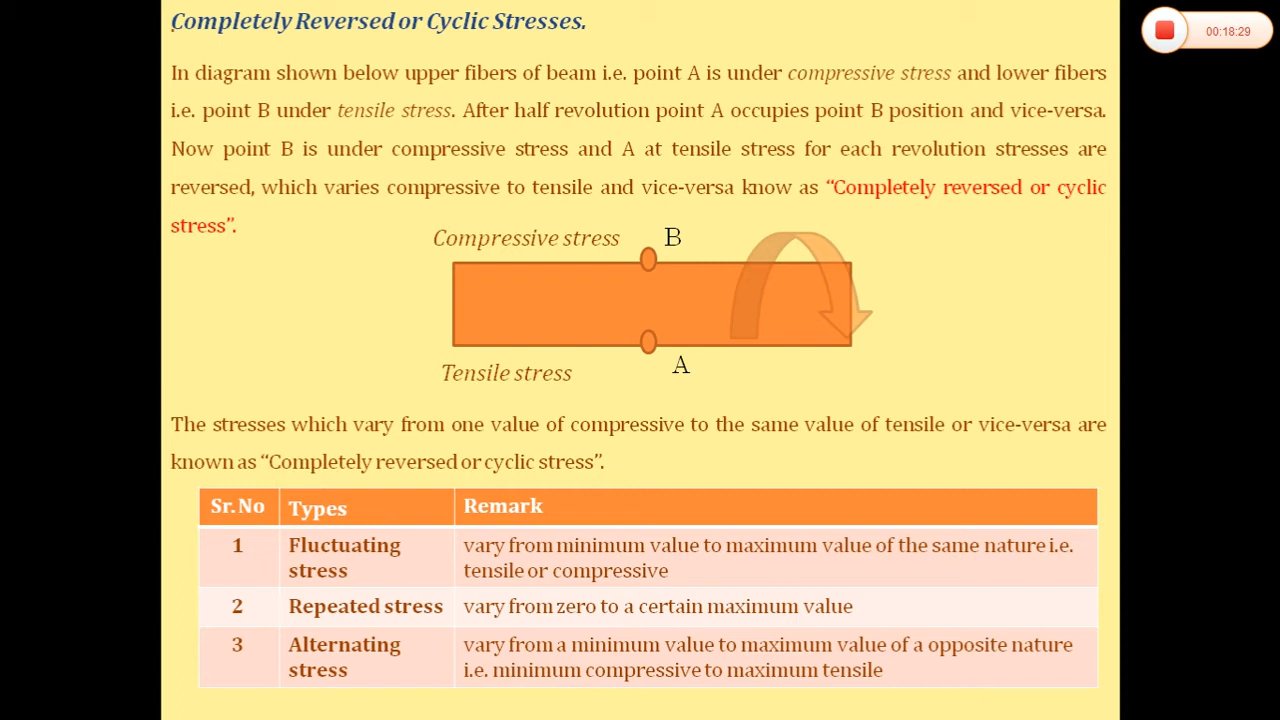 Completely Reversed or Cyclic Stresses.
00:18:29
In diagram shown below upper fibers of beam i.e. point A is under compressive stress and lower fibers
i.e. point B under tensile stress. After half revolution point A occupies point B position and vice-versa.
Now point B is under compressive stress and A at tensile stress for each revolution stresses are
reversed, which varies compressive to tensile and vice-versa know as “Completely reversed or cyclic
stress”.
Compressive stress
B
A
Tensile stress
The stresses which vary from one value of compressive to the same value of tensile or vice-versa are
known as “Completely reversed or cyclic stress”.
Sr. No Types Remark
1 Fluctuating stress vary from minimum value to maximum value of the same nature i.e.
tensile or compressive
2 Repeated stress vary from zero to a certain maximum value
3 Alternating stress vary from a minimum value to maximum value of a opposite nature
i.e. minimum compressive to maximum tensile